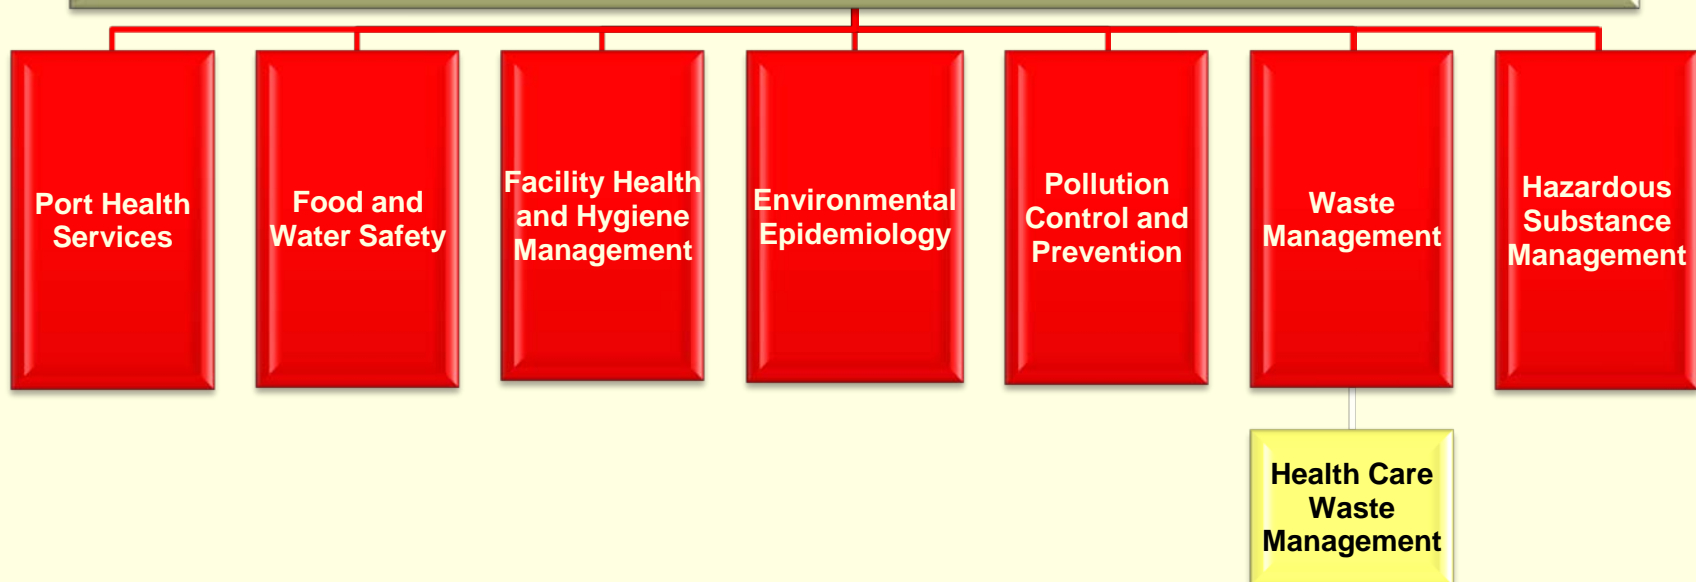 Port Health
Services
Food and
Water Safety
Facility Health
and Hygiene
Management
Environmental
Epidemiology
Pollution
Control and
Prevention
Waste
Management
Hazardous
Substance
Management
Health Care
Waste
Management